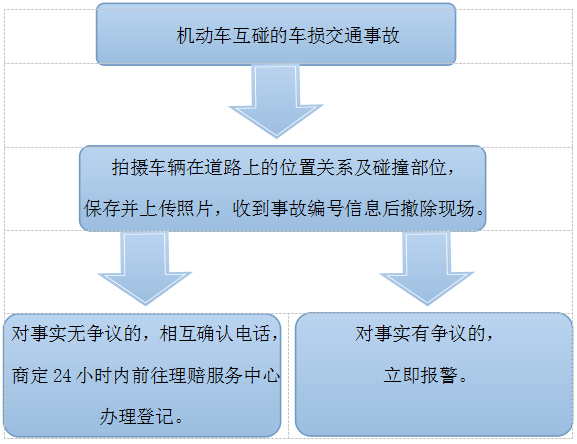 机动车互碰的车损交通事故
拍摄车辆在道路上的位置关系及碰撞部位，
保存并上传照片，收到事故编号信息后撤除现场。
对事实无争议的，相互确认电话，
商定24小时内前往理赔服务中心
办理登记。
对事实有争议的，
立即报警。